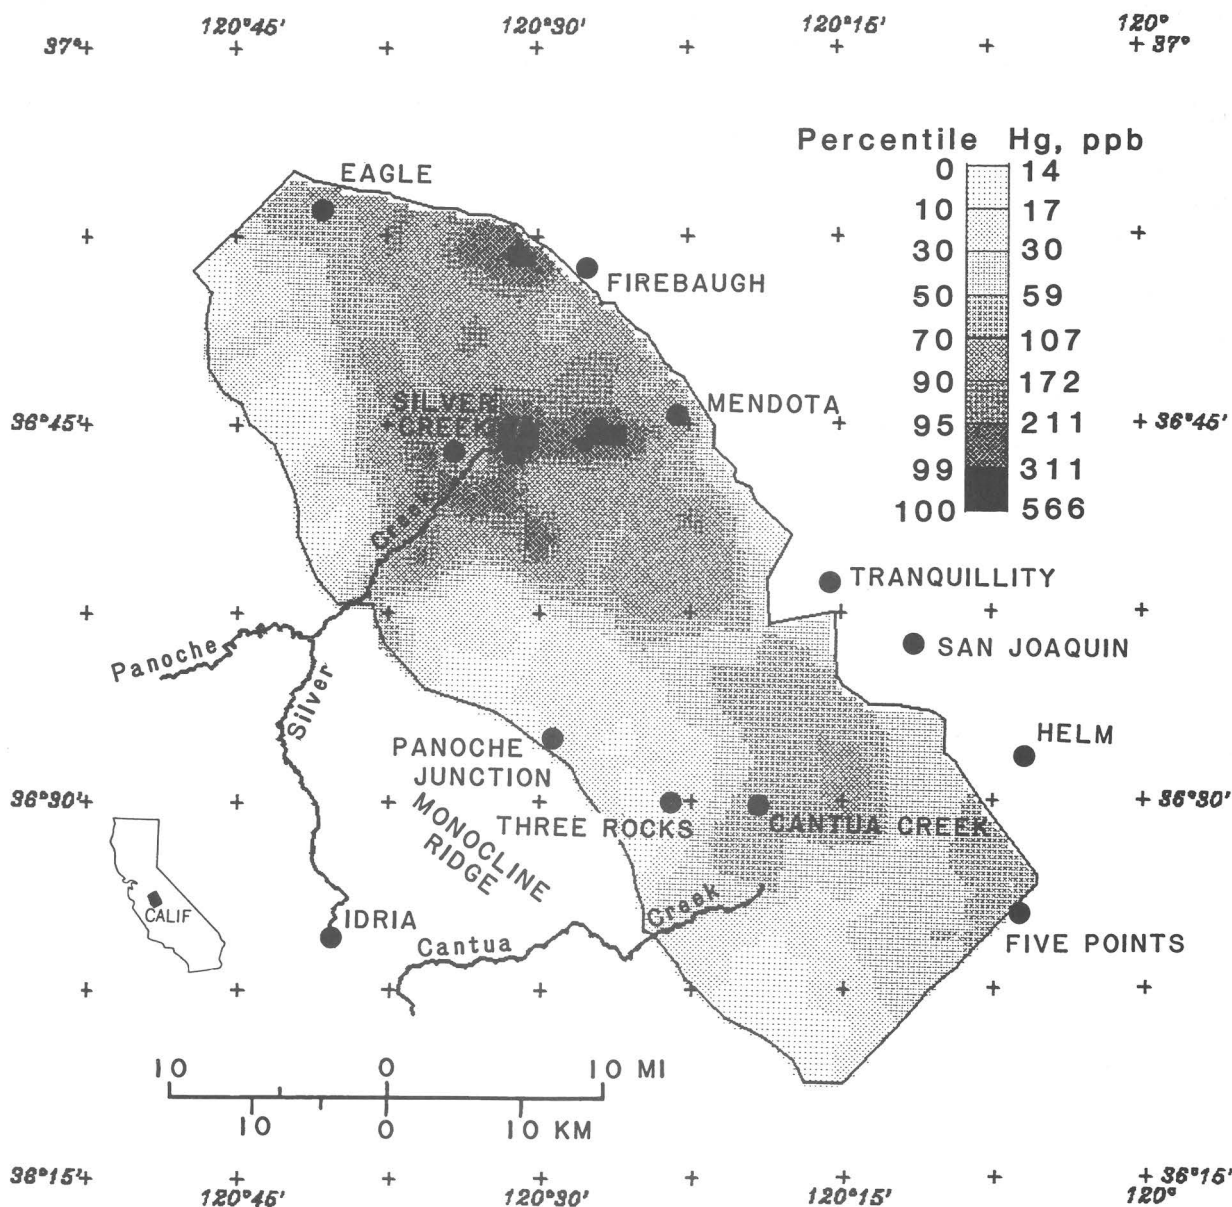 120°45'
120°30'
120°15'
120°
37°
37°
Percentile Hg, ppb
0 14
10 17
30 30
50 59
70 107
90 172
95 211
99 311
100 566
EAGLE
FIREBAUGH
MENDOTA
SILVER
CREEK
36°45'
36°45'
Creek
TRANQUILLITY
SAN JOAQUIN
Panoche
Silver
HELM
PANOCHE
JUNCTION
36°30'
36°30'
THREE ROCKS
CANTUA CREEK
MONOCLINE
RIDGE
CALIF
IDRIA
Creek
Cantua
FIVE POINTS
10 0 10 MI
10 0 10 KM
36°15'
36°15'
120°45'
120°30'
120°15'
120°